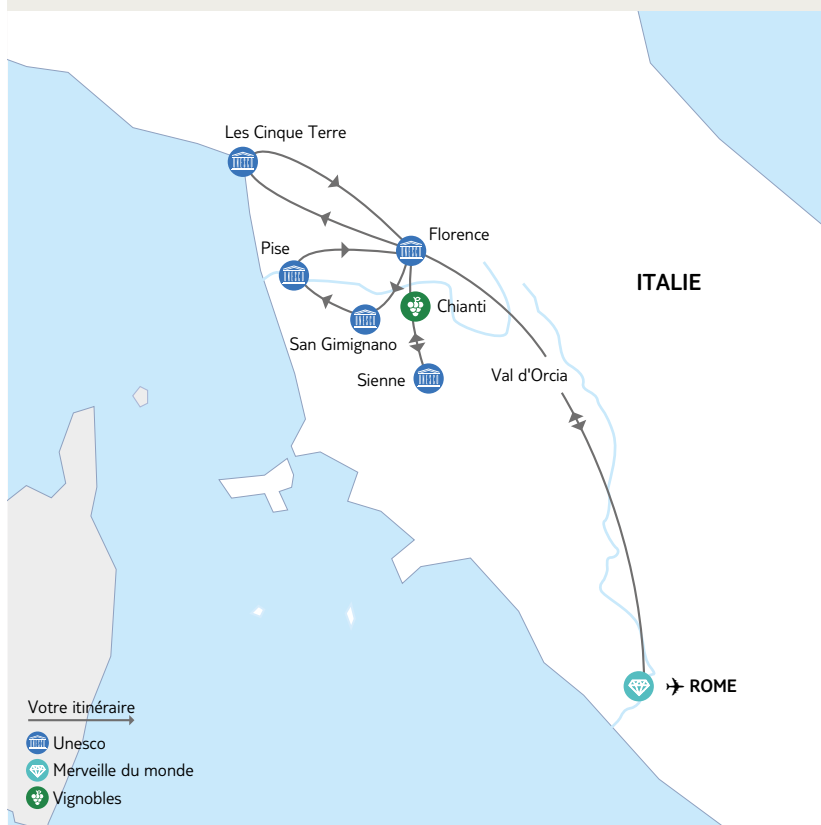 Les Cinque Terre
Florence
Pise
ITALIE
Chianti
San Gimignano
Sienne
Val d'Orcia
ROME
Votre itinéraire
Unesco
Merveille du monde
Vignobles